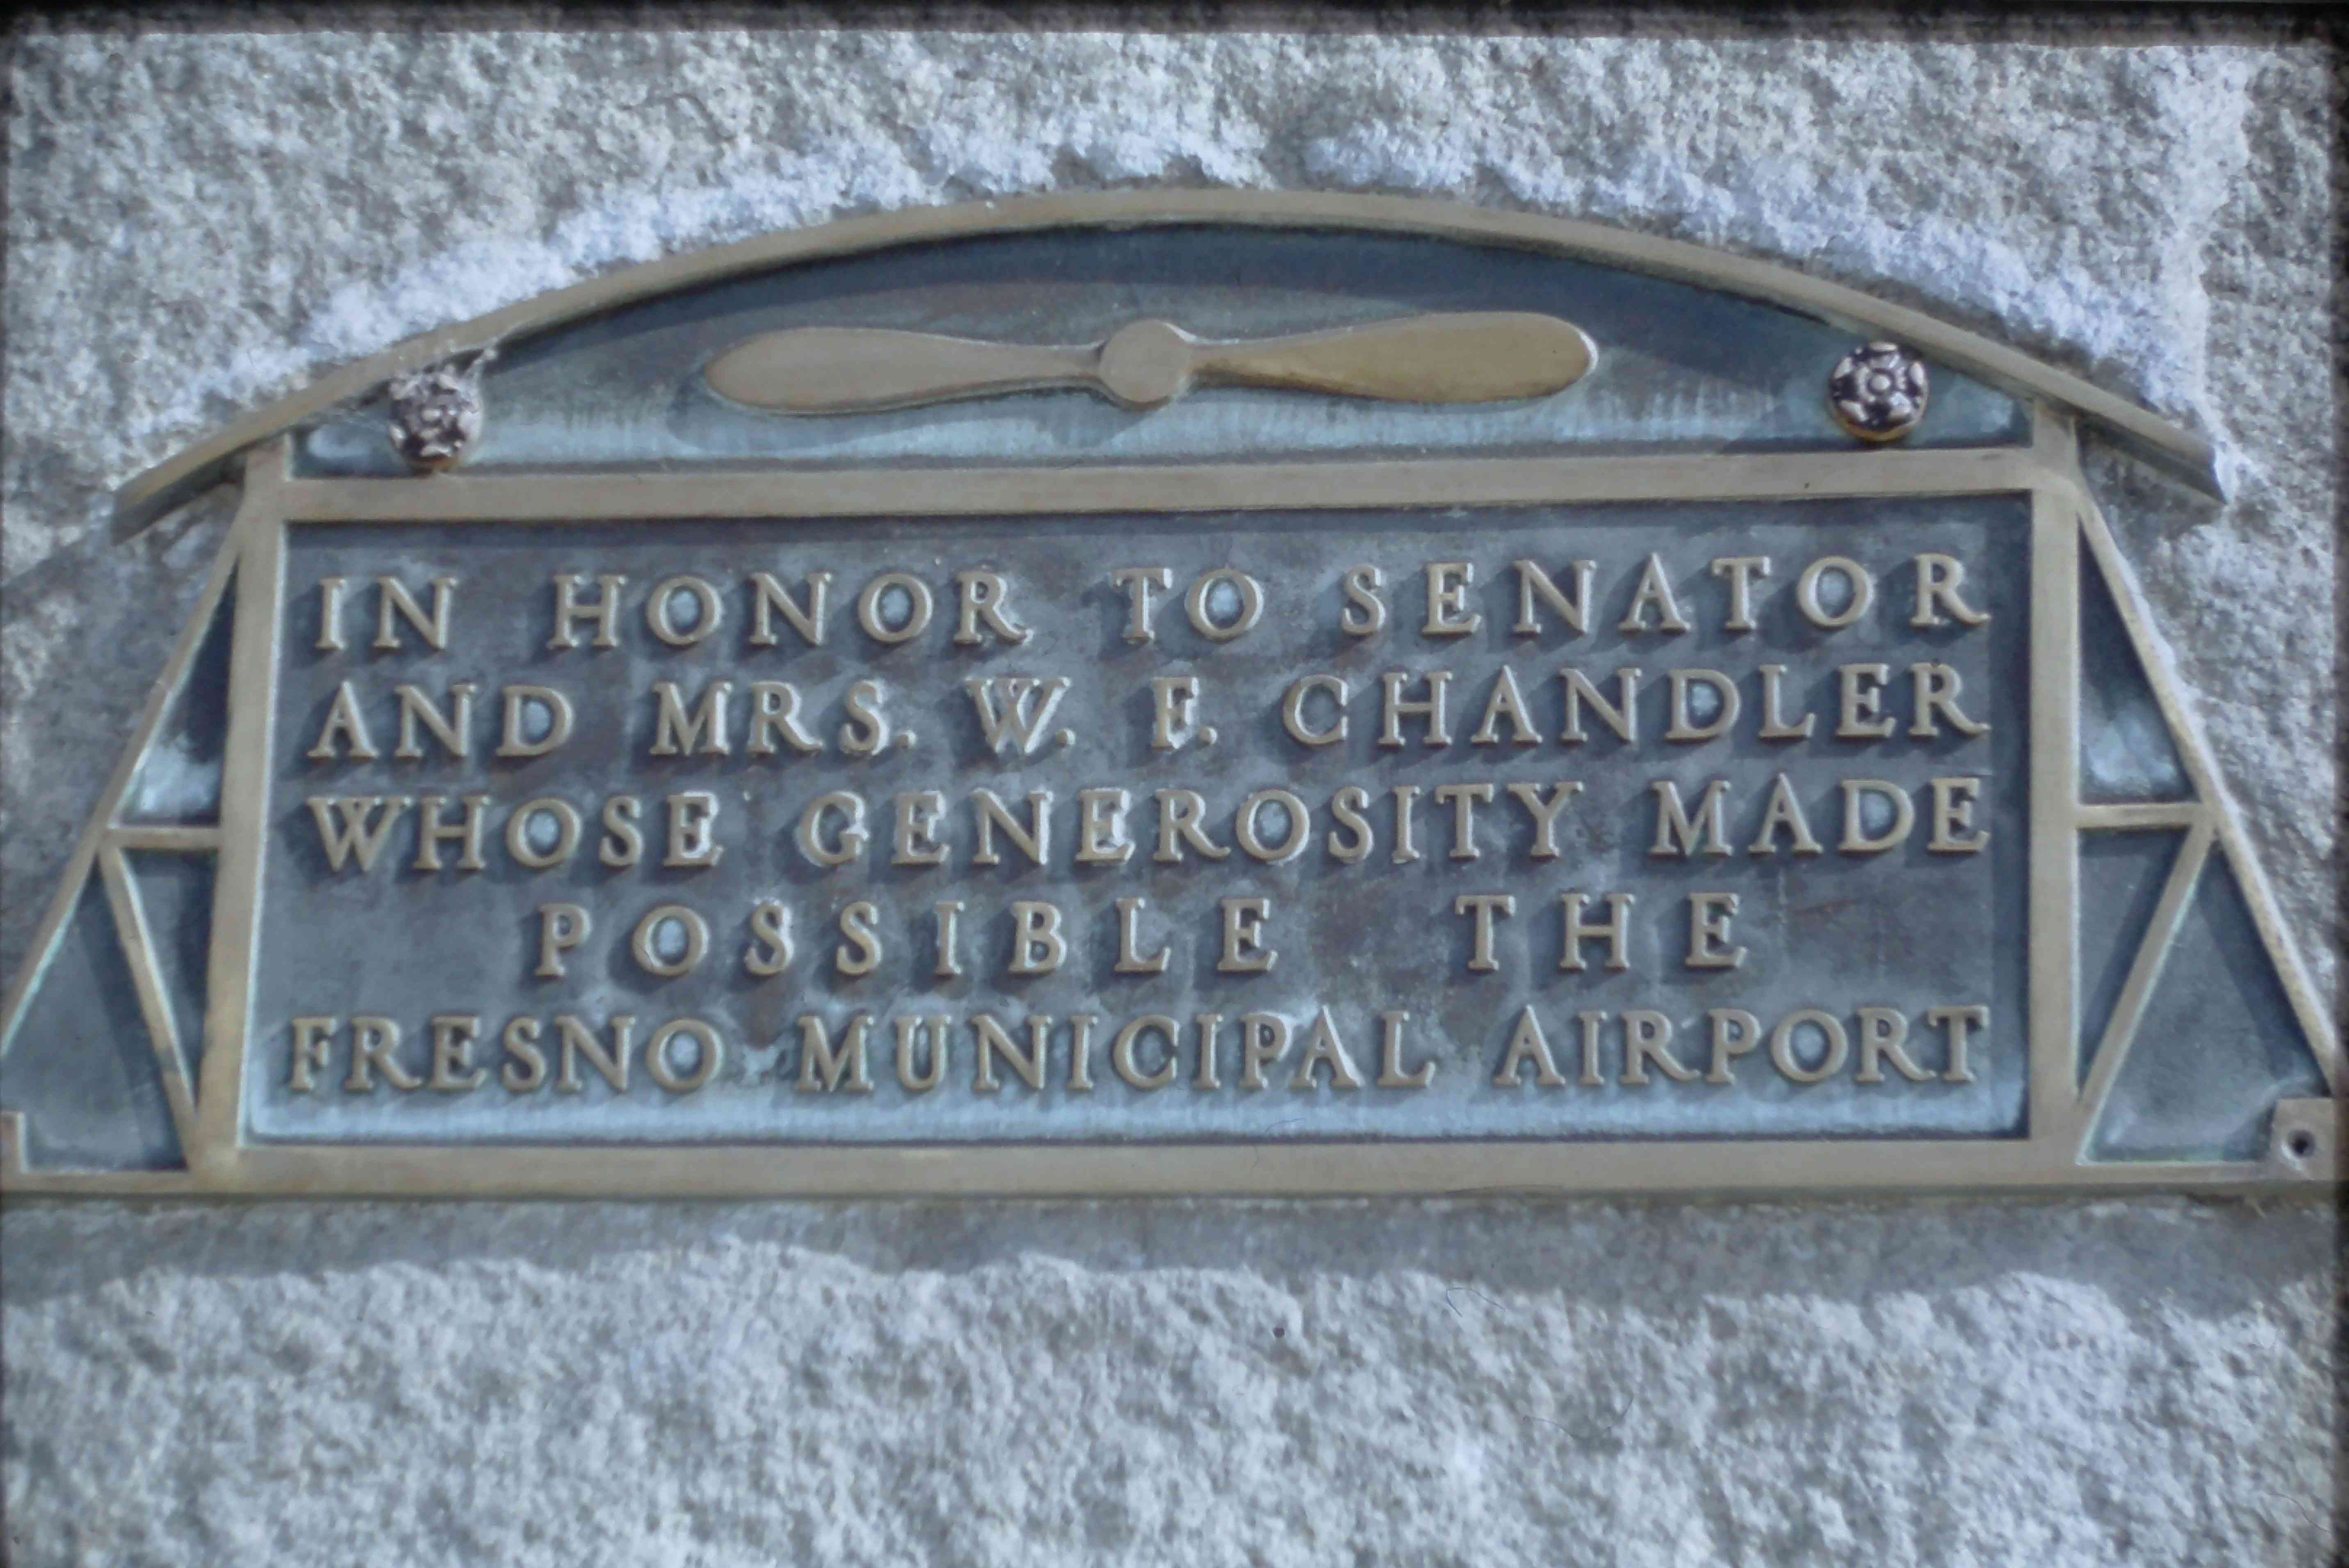 IN HONOR TO SENATOR
AND MRS. W. F. CHANDLER
WHOSE GENEROSITY MADE
POSSIBLE THE
FRESNO MUNICIPAL AIRPORT